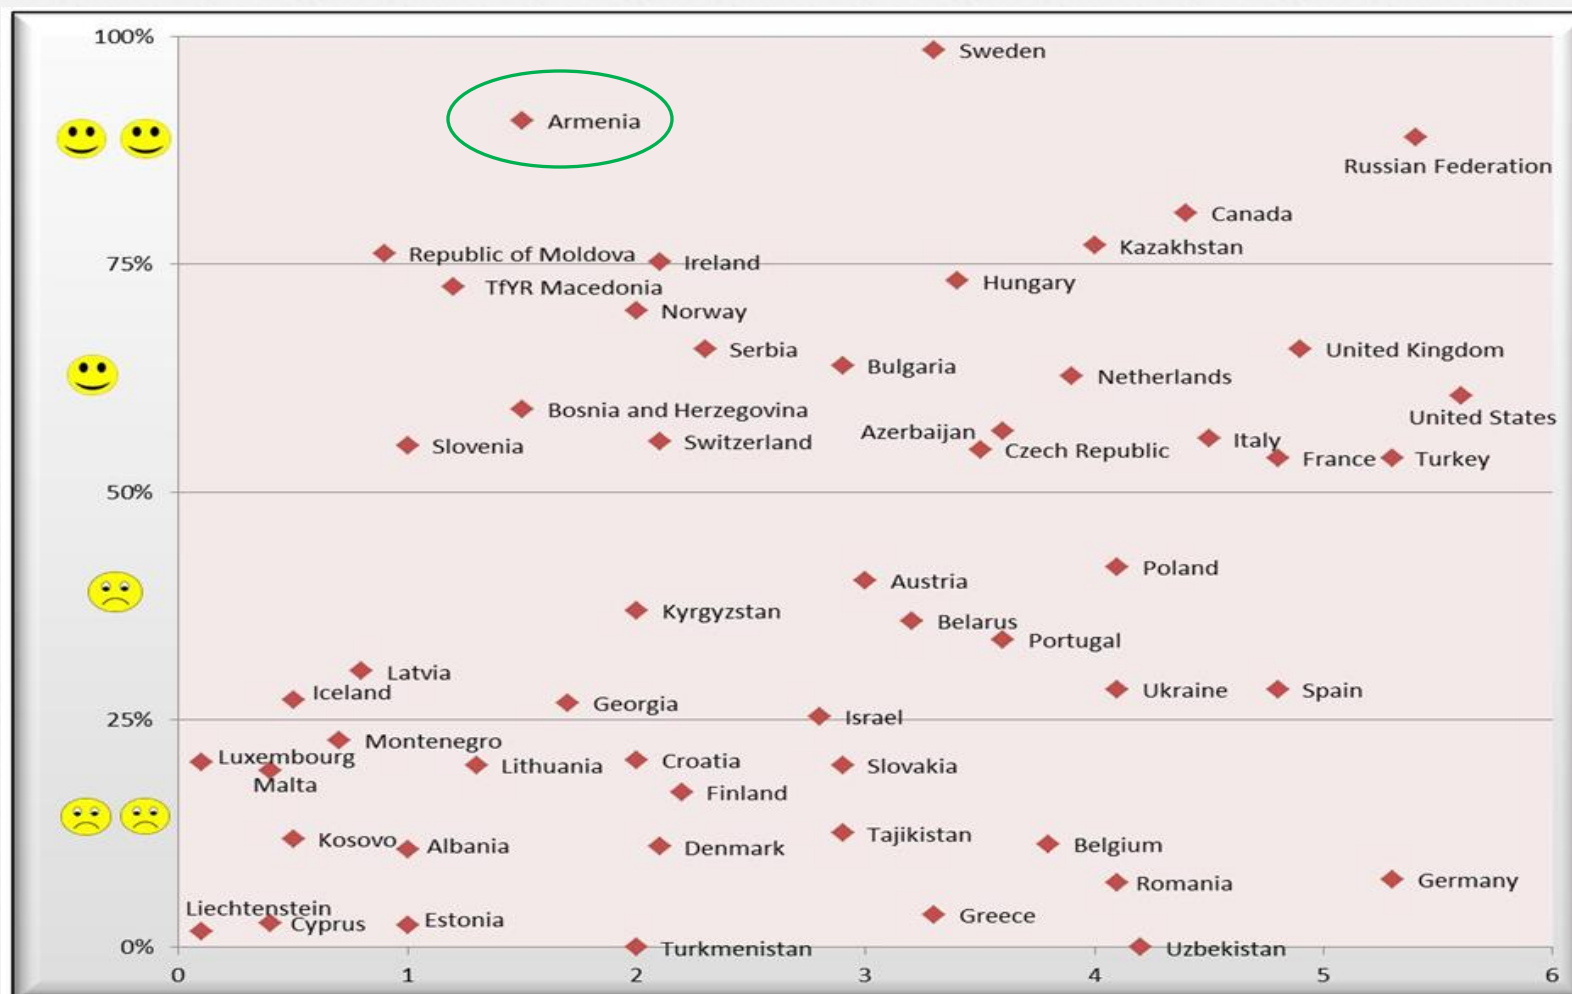 100%
Sweden
Armenia
Russian Federation
Canada
Kazakhstan
Republic of Moldova
Ireland
75%
Hungary
TfYR Macedonia
Norway
Serbia
United Kingdom
Bulgaria
Netherlands
Bosnia and Herzegovina
United States
Azerbaijan
Slovenia
Switzerland
Italy
Czech Republic
France
Turkey
50%
Poland
Austria
Kyrgyzstan
Belarus
Portugal
Latvia
Iceland
Georgia
Ukraine
Spain
25%
Israel
Montenegro
Luxembourg
Croatia
Lithuania
Slovakia
Malta
Finland
Tajikistan
Kosovo
Albania
Denmark
Belgium
Romania
Germany
Liechtenstein
Greece
Estonia
Cyprus
0%
Turkmenistan
Uzbekistan
0 1 2 3 4 5 6